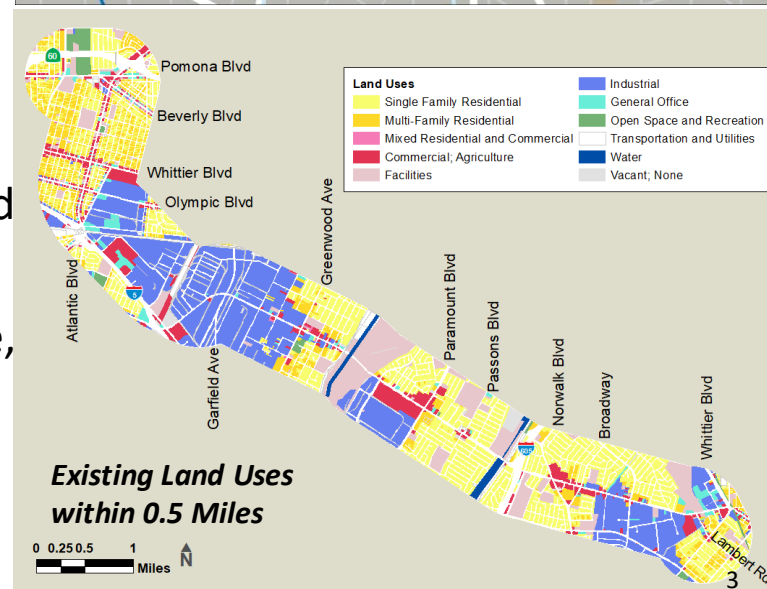 60
Pomona Blvd
Beverly Blvd
Whittier Blvd
Olympic Blvd
Land Uses
Single Family Residential
Multi-Family Residential
Mixed Residential and Commercial
Commercial; Agriculture
Facilities
Industrial
General Office
Open Space and Recreation
Transportation and Utilities
Water
Vacant; None
d
e,
Atlantic Blvd
5
Garfield Ave
Greenwood Ave
Paramount Blvd
Passons Blvd
605
Norwalk Blvd
Broadway
Whittier Blvd
Lambert Rd
Existing Land Uses
within 0.5 Miles
0 0.25 0.5 1
Miles
N
3